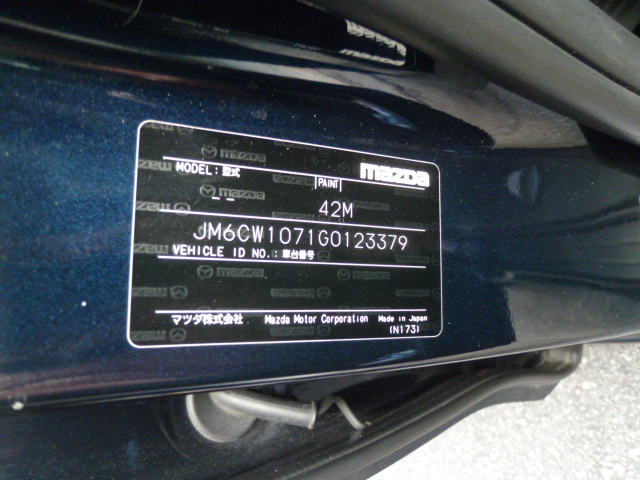 mazda
MODEL:型式
PAINT
42M
JM6CW1071G0123379
VEHICLE ID NO.:車台番号
マツダ株式会社 Mazda Motor Corporation Made in Japan
(N173)